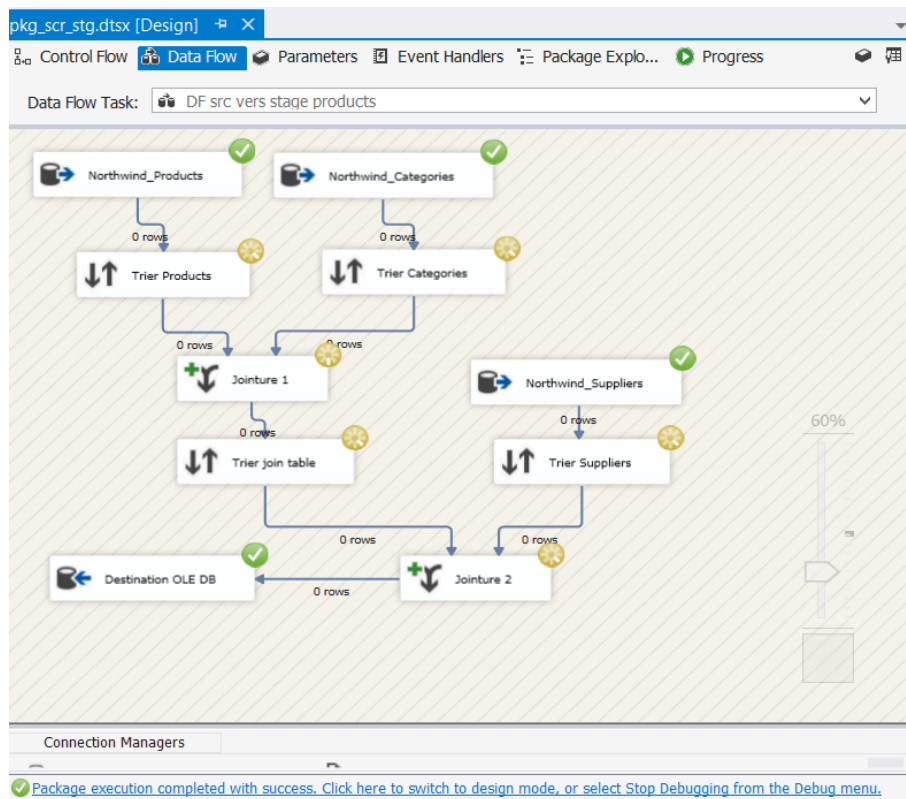 pkg_scr_stg.dtsx [Design]
Control Flow Data Flow Parameters Event Handlers Package Explo... Progress
Data Flow Task: DF src vers stage products
Northwind_Products Northwind_Categories
0 rows 0 rows
Trier Products Trier Categories
0 rows 0 rows
Jointure 1 Northwind_Suppliers
0 rows 0 rows
60%
Trier join table Trier Suppliers
0 rows 0 rows
Destination OLE DB Jointure 2
0 rows
Connection Managers
Package execution completed with success. Click here to switch to design mode, or select Stop Debugging from the Debug menu.